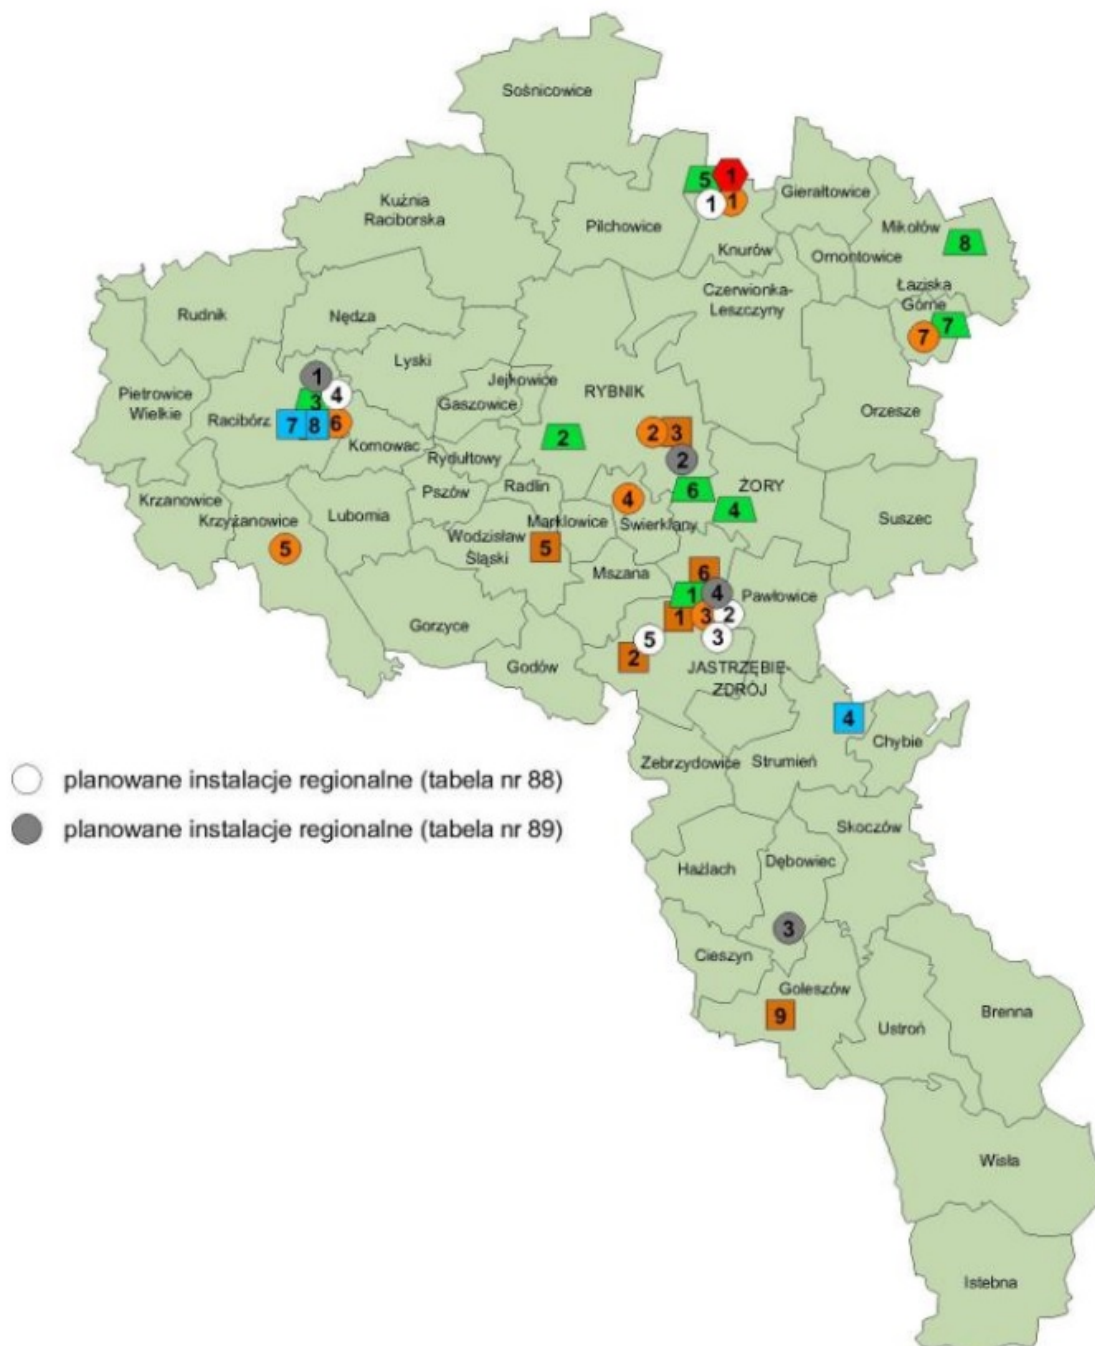 Sośnicowice
5
1
1
1
Gierałtowice
Kuźnia
Raciborska
Pilchowice
Mikołów
8
Knurów
Ornontowice
Łaziska
Górne
Czerwionka-
Leszczyny
Rudnik
Nędza
7
7
Lyski
1
Jejkowice
RYBNIK
Pietrowice
Wielkie
4
3
Gaszowice
Orzesze
Racibórz
7
8
6
2
3
2
Kornowac
Rydułtowy
2
ŻORY
Krzanowice
Pszów
Radlin
4
6
4
Krzyżanowice
Lubomia
Marklowice
Świerklany
Suszec
Wodzisław
Śląski
5
5
Mszana
6
1
4
Pawłowice
Gorzyce
1
3
2
5
3
2
Godów
JASTRZĘBIE-
ZDRÓJ
4
Chybie
Zebrzydowice
Strumień
planowane instalacje regionalne (tabela nr 88)
planowane instalacje regionalne (tabela nr 89)
Skoczów
Hażlach
Dębowiec
3
Cieszyn
Goleszów
9
Ustroń
Brenna
Wisła
Istebna